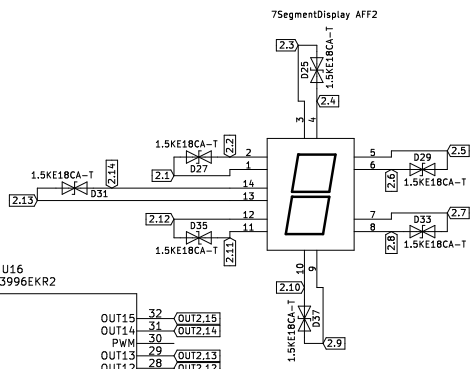 7SegmentDisplay AFF2
2.3
D25
1.5KE18CA-T
2.4
3
4
1.5KE18CA-T
2.2
2
5
2.5
2.1
D27
1
6
D29
2.6
1.5KE18CA-T
1.5KE18CA-T
2.14
14
2.13
D31
13
2.12
12
7
2.7
D35
11
8
D33
1.5KE18CA-T
2.11
2.8
1.5KE18CA-T
10
9
2.10
1.5KE18CA-T
D37
2.9
U16
3996EKR2
OUT15 32 OUT2,15
OUT14 31 OUT2,14
PWM 30
OUT13 29 OUT2,13
OUT12 28 OUT2,12